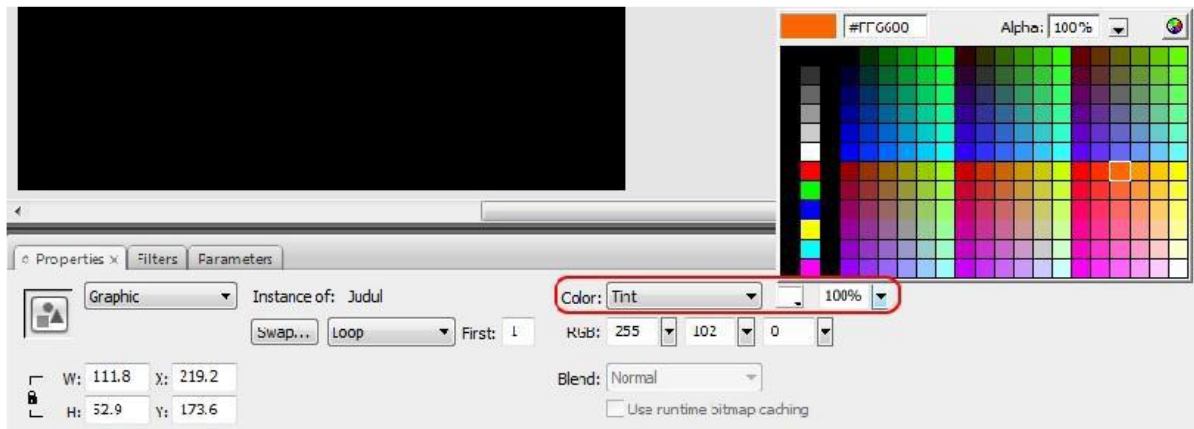 #FF6600 Alpha: 100%
Properties × Filters Parameters
Graphic Instance of: Judul Color: Tint 100%
Swap... Loop First: 1 RGB: 255 102 0
W: 111.8 X: 219.2 Blend: Normal
H: 52.9 Y: 173.6 Use runtime bitmap caching